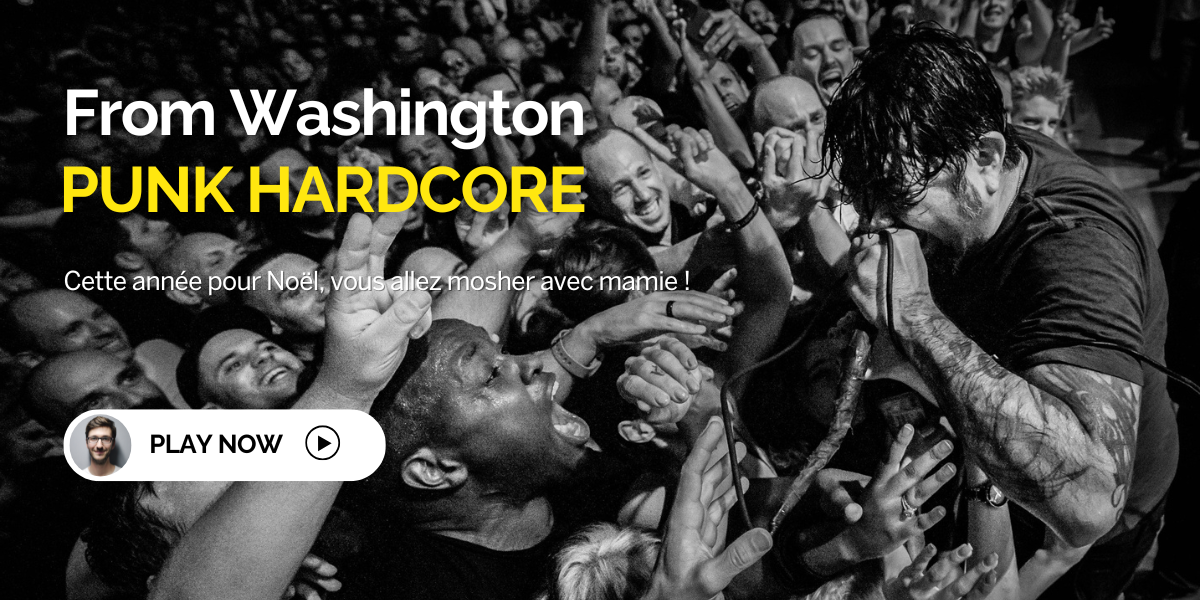 From Washington
PUNK HARDCORE
Cette année pour Noël, vous allez mosher avec mamie !
PLAY NOW